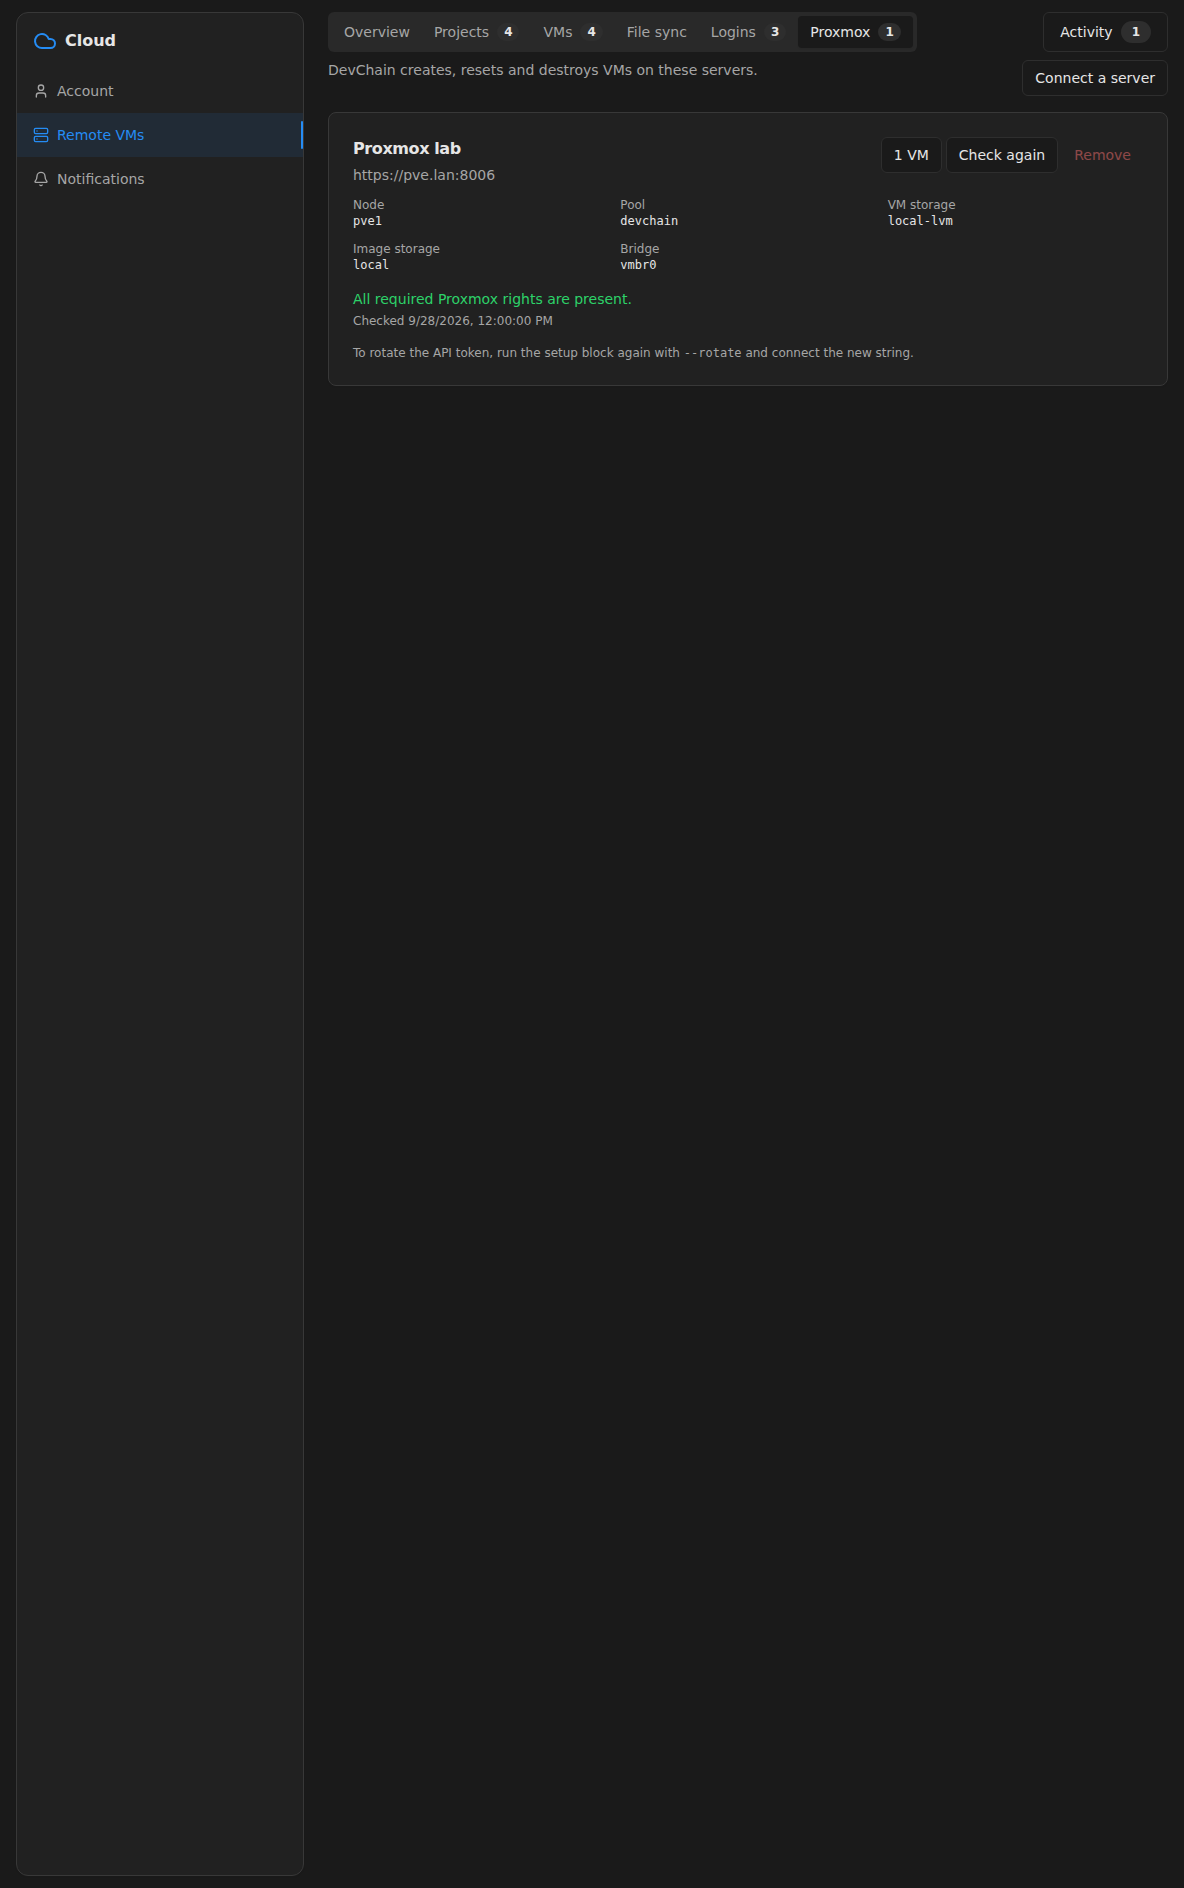 Cloud
Account
Remote VMs
Notifications
Overview Projects 4 VMs 4 File sync Logins 3 Proxmox 1 Activity 1
DevChain creates, resets and destroys VMs on these servers.
Connect a server
Proxmox lab
https://pve.lan:8006
1 VM Check again Remove
Node Pool VM storage
pve1 devchain local-lvm
Image storage Bridge
local vmbr0
All required Proxmox rights are present.
Checked 9/28/2026, 12:00:00 PM
To rotate the API token, run the setup block again with --rotate and connect the new string.